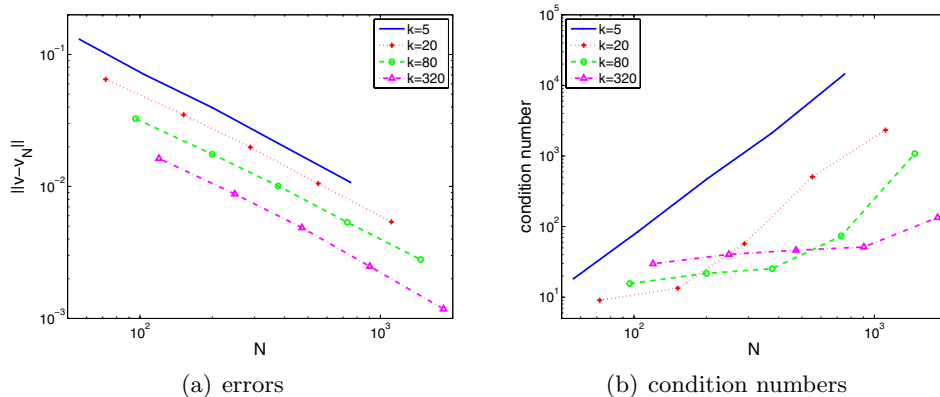 k=5
k=20
k=80
k=320
10^{-1}
10^{-2}
10^{-3}
||v−v_N||
10^2
10^3
N
(a) errors
k=5
k=20
k=80
k=320
10^5
10^4
10^3
10^2
10^1
condition number
10^2
10^3
N
(b) condition numbers